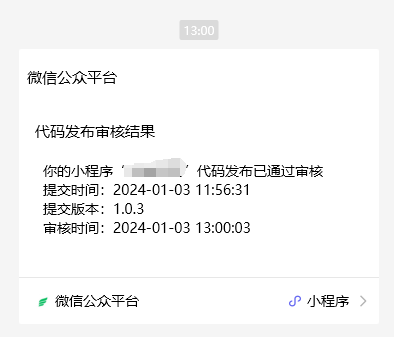 13:00
微信公众平台
代码发布审核结果
你的小程序“ ”代码发布已通过审核
提交时间：2024-01-03 11:56:31
提交版本：1.0.3
审核时间：2024-01-03 13:00:03
微信公众平台
小程序